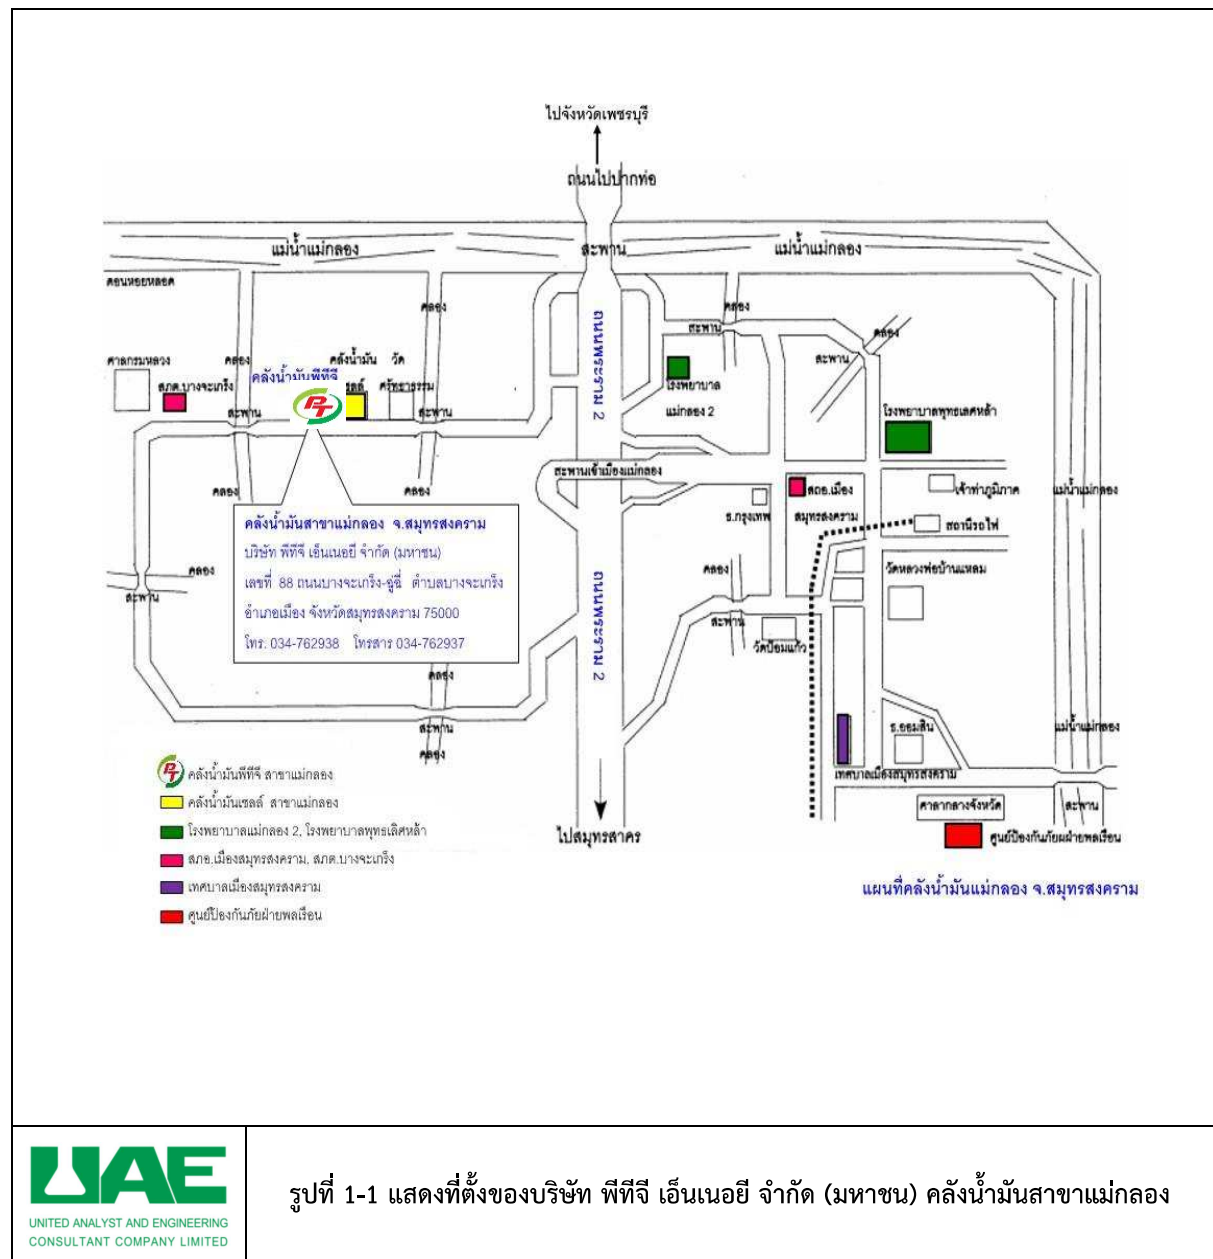 ไปจังหวัดเพชรบุรี
ถนนไปปากท่อ
แม่น้ำแม่กลอง
สะพาน
แม่น้ำแม่กลอง
ดอนหอยหลอด
คลอง
คลอง
สะพาน
คลอง
สะพาน
ถนนพระราม 2
ศาลกรมหลวง
คลอง
คลังน้ำมัน
วัด
สภต.บางจะเกร็ง
คลังน้ำมันพีทีจี
เชลล์
ศรัทธาธรรม
PT
สะพาน
สะพาน
โรงพยาบาล
แม่กลอง 2
โรงพยาบาลพุทธเลิศหล้า
สะพานเข้าเมืองแม่กลอง
คลอง
คลอง
ธ.กรุงเทพ
สถอ.เมือง
สมุทรสงคราม
เจ้าท่าภูมิภาค
แม่น้ำแม่กลอง
สถานีรถไฟ
คลังน้ำมันสาขาแม่กลอง จ.สมุทรสงคราม
บริษัท พีทีจี เอ็นเนอยี จำกัด (มหาชน)
เลขที่ 88 ถนนบางจะเกร็ง-ฉู่ฉี่ ตำบลบางจะเกร็ง
อำเภอเมือง จังหวัดสมุทรสงคราม 75000
โทร. 034-762938 โทรสาร 034-762937
คลอง
สะพาน
คลอง
สะพาน
วัดป้อมแก้ว
วัดหลวงพ่อบ้านแหลม
ถนนพระราม 2
คลอง
สะพาน
คลอง
ธ.ออมสิน
แม่น้ำแม่กลอง
เทศบาลเมืองสมุทรสงคราม
ศาลากลางจังหวัด
สะพาน
ศูนย์ป้องกันภัยฝ่ายพลเรือน
ไปสมุทรสาคร
PT
คลังน้ำมันพีทีจี สาขาแม่กลอง
คลังน้ำมันเชลล์ สาขาแม่กลอง
โรงพยาบาลแม่กลอง 2, โรงพยาบาลพุทธเลิศหล้า
สภอ.เมืองสมุทรสงคราม, สภต.บางจะเกร็ง
เทศบาลเมืองสมุทรสงคราม
ศูนย์ป้องกันภัยฝ่ายพลเรือน
แผนที่คลังน้ำมันแม่กลอง จ.สมุทรสงคราม
UAE
UNITED ANALYST AND ENGINEERING
CONSULTANT COMPANY LIMITED
รูปที่ 1-1 แสดงที่ตั้งของบริษัท พีทีจี เอ็นเนอยี จำกัด (มหาชน) คลังน้ำมันสาขาแม่กลอง